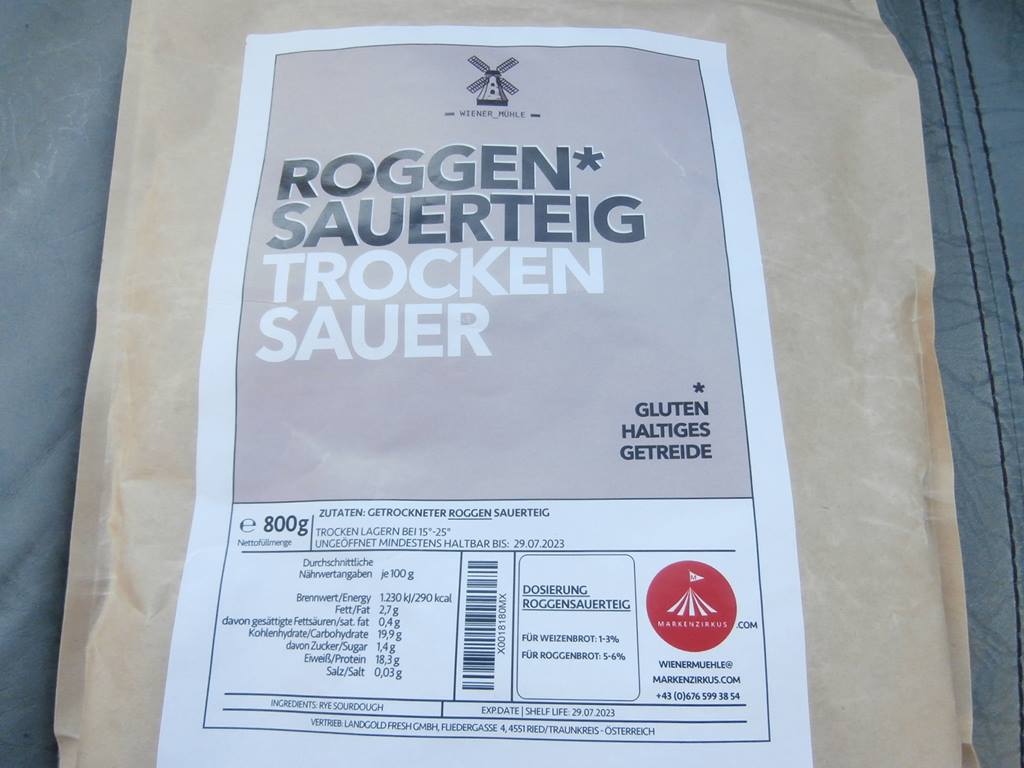 WIENER_MÜHLE
ROGGEN*
SAUERTEIG
TROCKEN
SAUER
*
GLUTEN
HALTIGES
GETREIDE
℮ 800g
Nettofüllmenge
ZUTATEN: GETROCKNETER ROGGEN SAUERTEIG
TROCKEN LAGERN BEI 15°-25°
UNGEÖFFNET MINDESTENS HALTBAR BIS: 29.07.2023
Durchschnittliche
Nährwertangaben je 100 g
Brennwert/Energy 1.230 kJ/290 kcal
Fett/Fat 2,7 g
davon gesättigte Fettsäuren/sat. fat 0,4 g
Kohlenhydrate/Carbohydrate 19,9 g
davon Zucker/Sugar 1,4 g
Eiweiß/Protein 18,3 g
Salz/Salt 0,03 g
X0018180MX
DOSIERUNG
ROGGENSAUERTEIG
FÜR WEIZENBROT: 1-3%
FÜR ROGGENBROT: 5-6%
M
MARKENZIRKUS .COM
WIENERMUEHLE@
MARKENZIRKUS.COM
+43 (0)676 599 38 54
INGREDIENTS: RYE SOURDOUGH
EXP.DATE | SHELF LIFE: 29.07.2023
VERTRIEB: LANDGOLD FRESH GMBH, FLIEDERGASSE 4, 4551 RIED/TRAUNKREIS - ÖSTERREICH